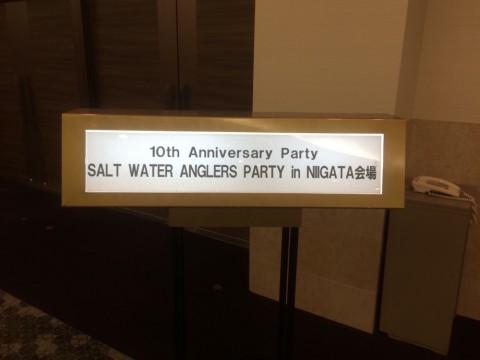 10th Anniversary Party
SALT WATER ANGLERS PARTY in NIIGATA会場